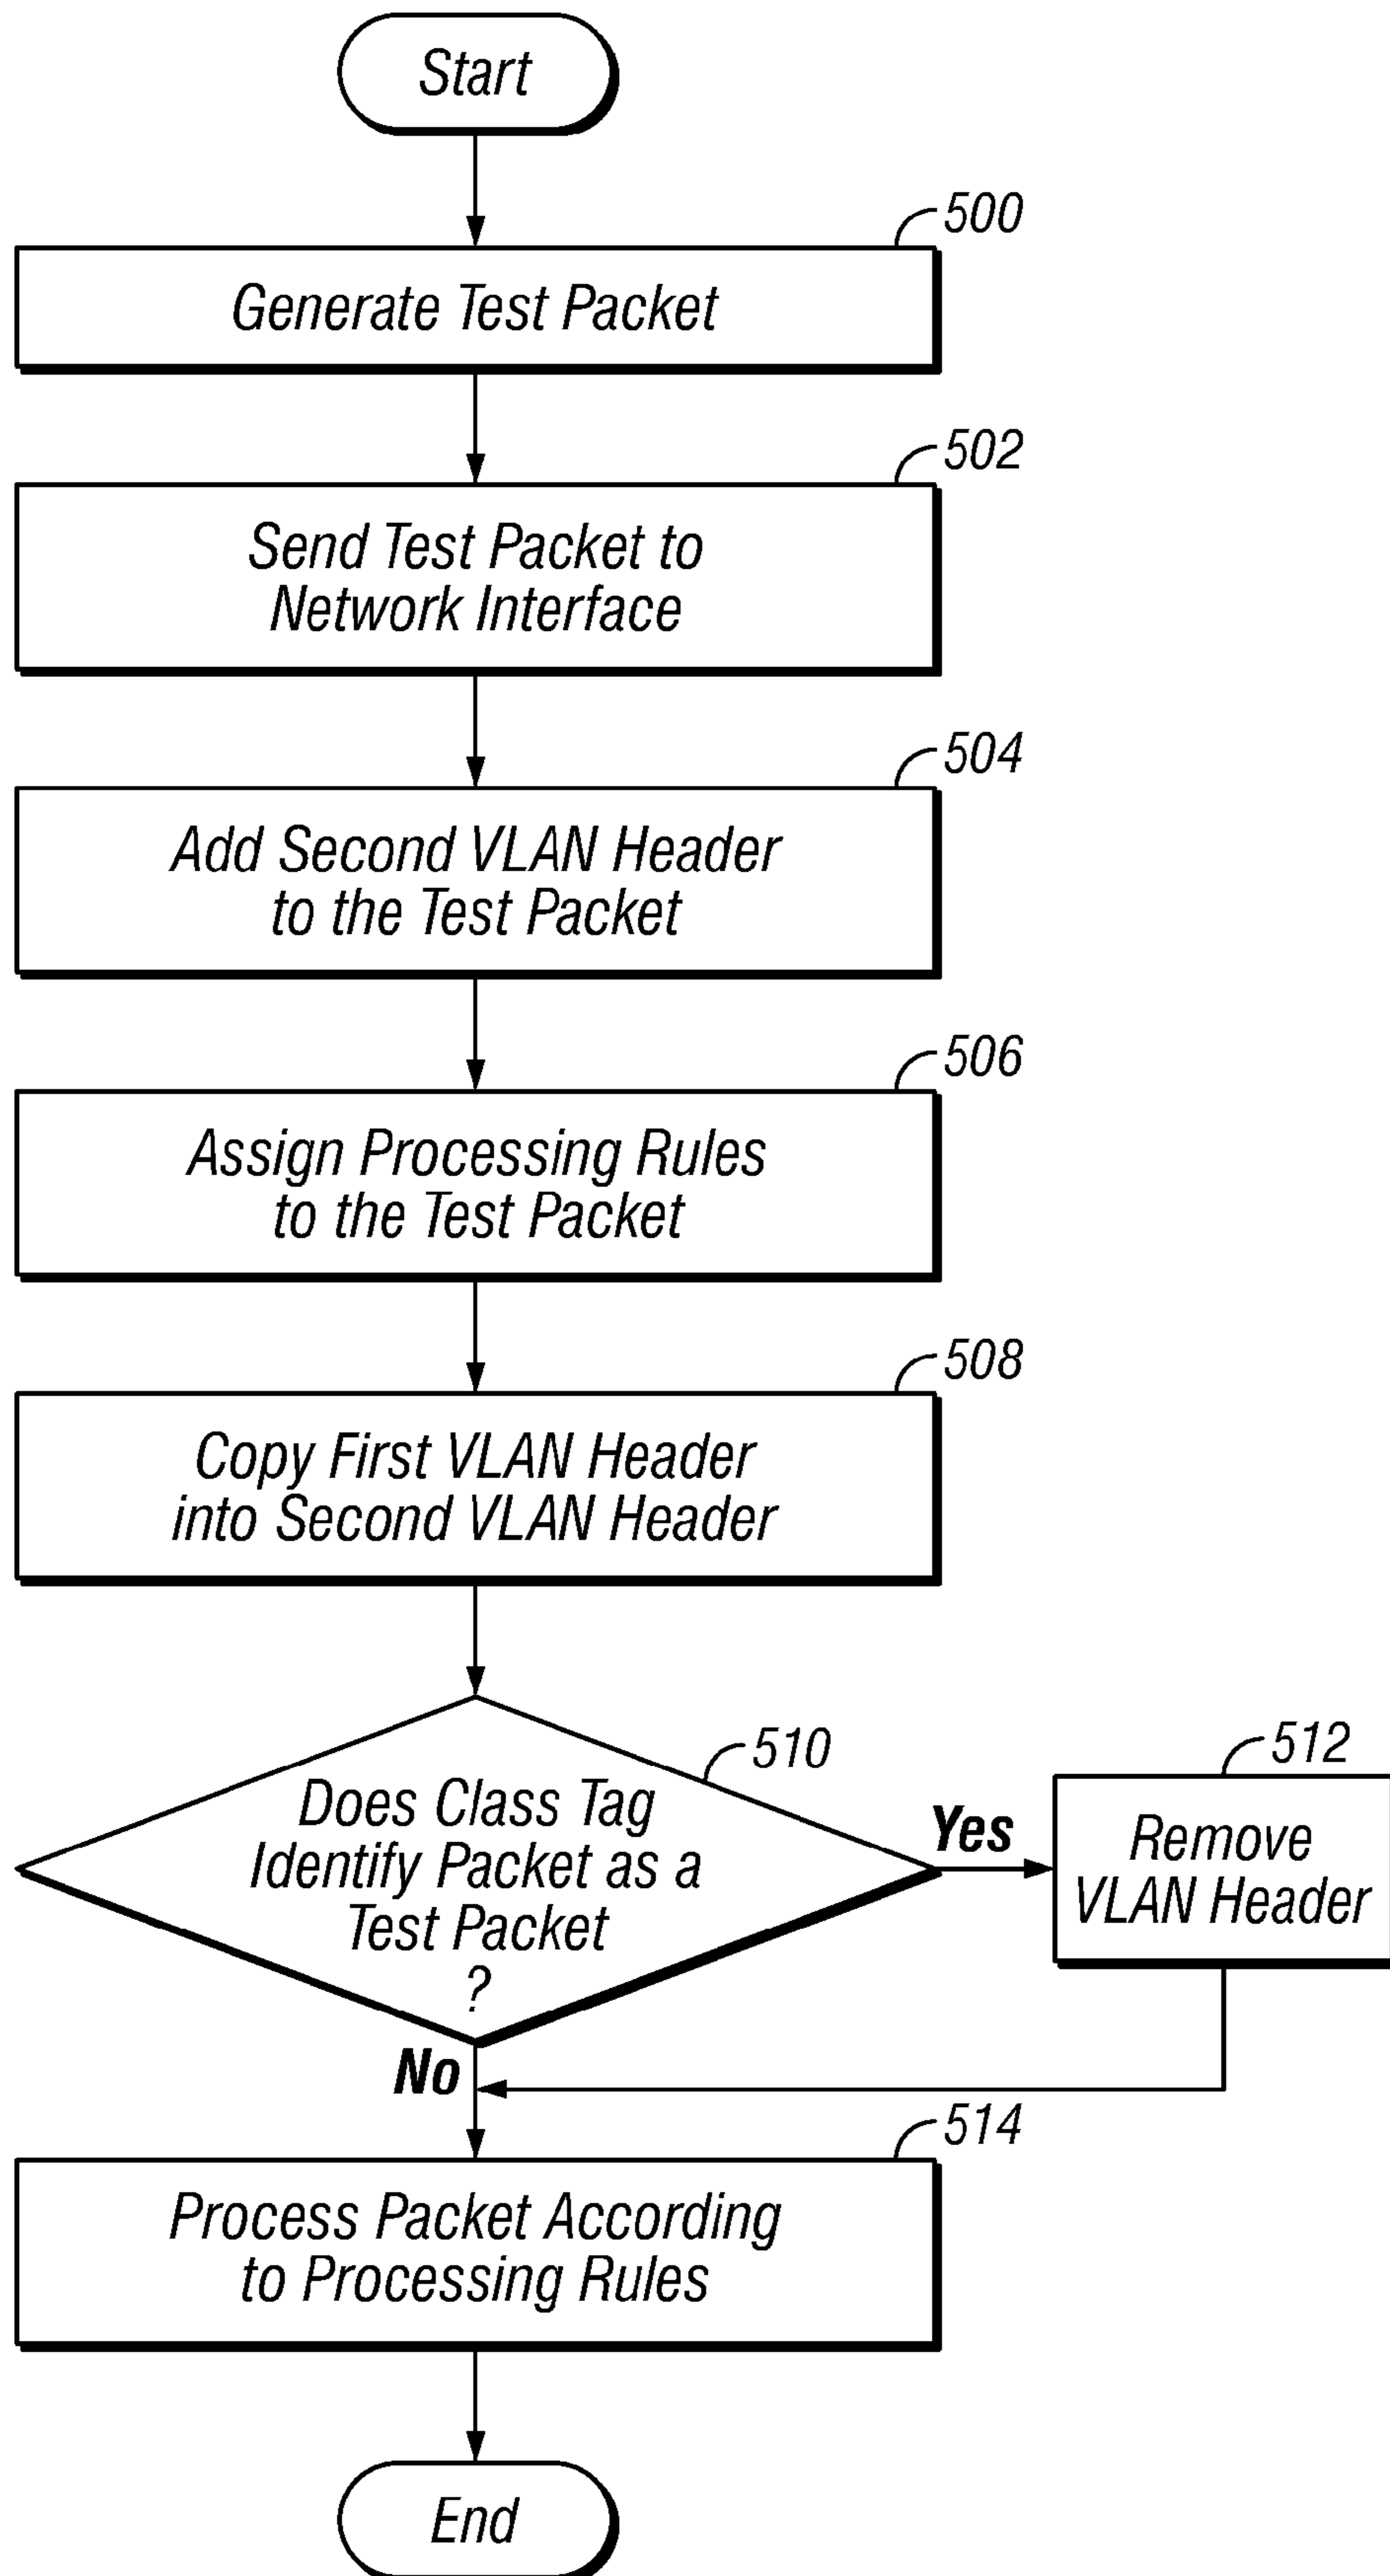 Start
500
Generate Test Packet
502
Send Test Packet to
Network Interface
504
Add Second VLAN Header
to the Test Packet
506
Assign Processing Rules
to the Test Packet
508
Copy First VLAN Header
into Second VLAN Header
510
Does Class Tag
Identify Packet as a
Test Packet
?
Yes
512
Remove
VLAN Header
No
514
Process Packet According
to Processing Rules
End